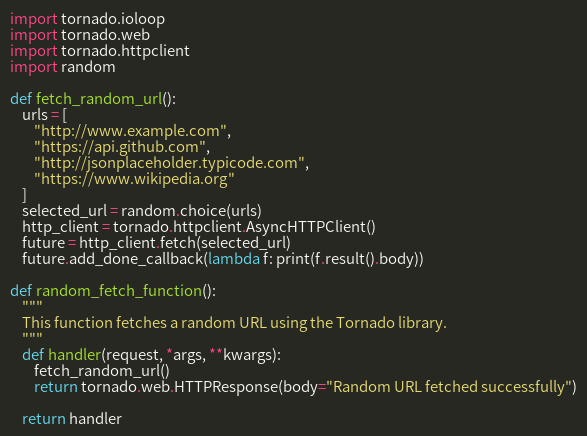 import tornado.ioloop
import tornado.web
import tornado.httpclient
import random

def fetch_random_url():
    urls = [
        "http://www.example.com",
        "https://api.github.com",
        "http://jsonplaceholder.typicode.com",
        "https://www.wikipedia.org"
    ]
    selected_url = random.choice(urls)
    http_client = tornado.httpclient.AsyncHTTPClient()
    future = http_client.fetch(selected_url)
    future.add_done_callback(lambda f: print(f.result().body))

def random_fetch_function():
    """
    This function fetches a random URL using the Tornado library.
    """
    def handler(request, *args, **kwargs):
        fetch_random_url()
        return tornado.web.HTTPResponse(body="Random URL fetched successfully")

    return handler